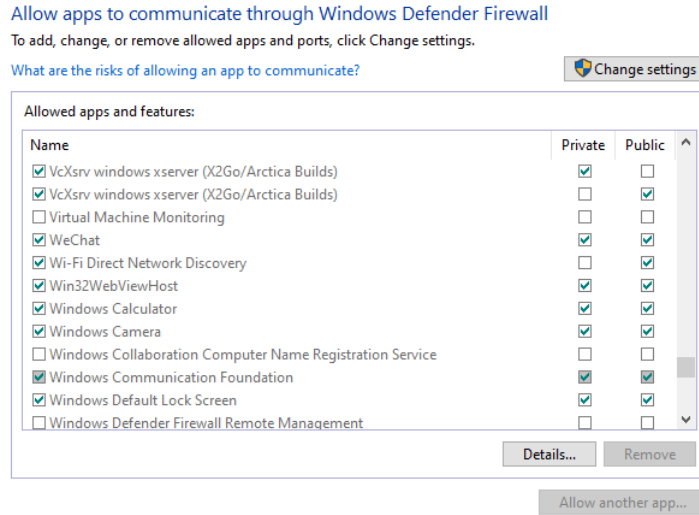 Allow apps to communicate through Windows Defender Firewall
To add, change, or remove allowed apps and ports, click Change settings.
What are the risks of allowing an app to communicate?
Change settings
Allowed apps and features:
Name Private Public
VcXsrv windows xserver (X2Go/Arctica Builds)
VcXsrv windows xserver (X2Go/Arctica Builds)
Virtual Machine Monitoring
WeChat
Wi-Fi Direct Network Discovery
Win32WebViewHost
Windows Calculator
Windows Camera
Windows Collaboration Computer Name Registration Service
Windows Communication Foundation
Windows Default Lock Screen
Windows Defender Firewall Remote Management
Details... Remove
Allow another app...